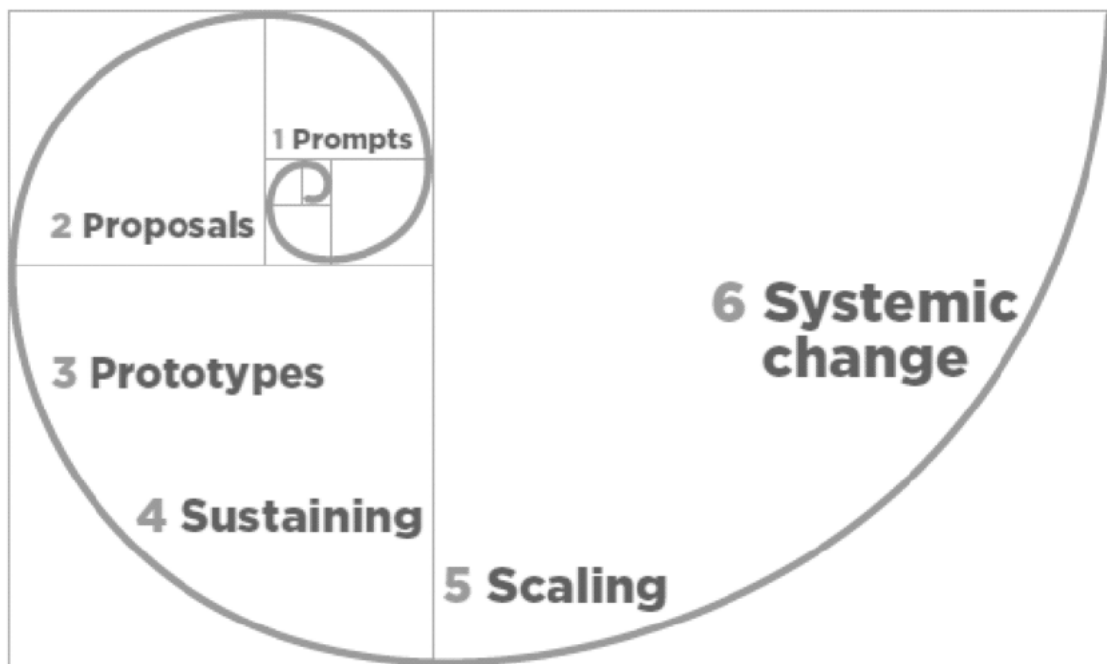 1 Prompts
2 Proposals
3 Prototypes
4 Sustaining
5 Scaling
6 Systemic
change